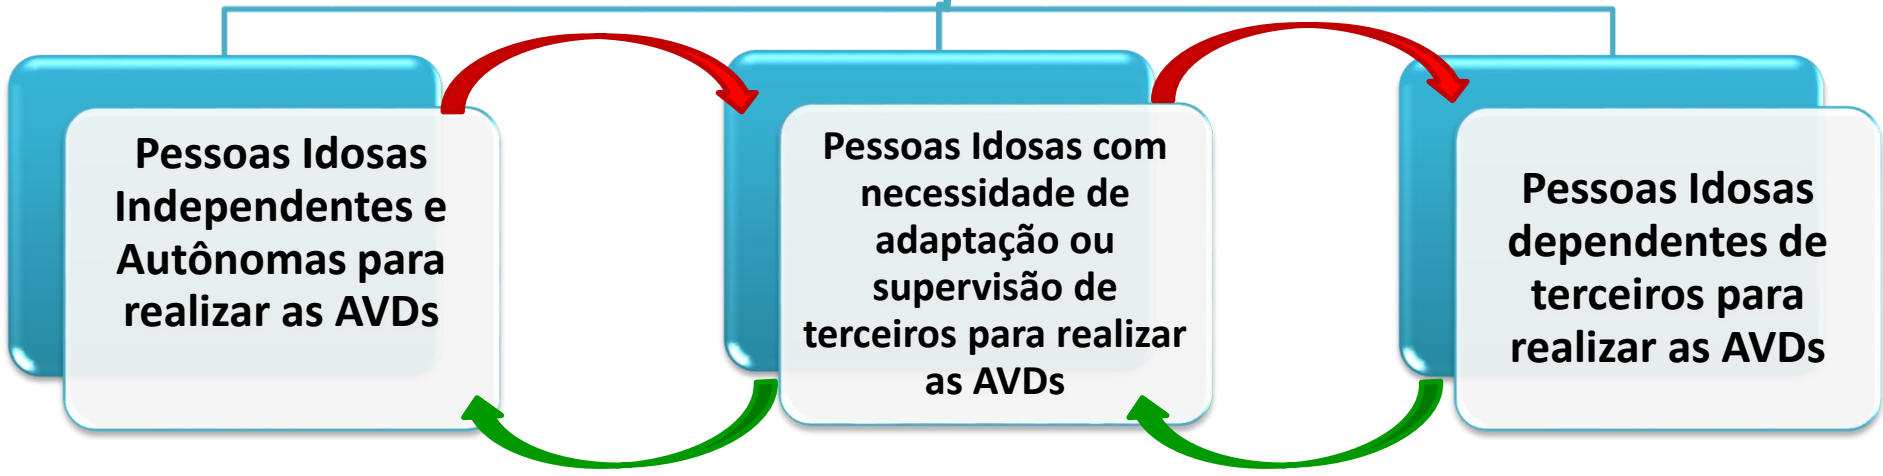 Pessoas Idosas
Independentes e
Autônomas para
realizar as AVDs
Pessoas Idosas com
necessidade de
adaptação ou
supervisão de
terceiros para realizar
as AVDs
Pessoas Idosas
dependentes de
terceiros para
realizar as AVDs